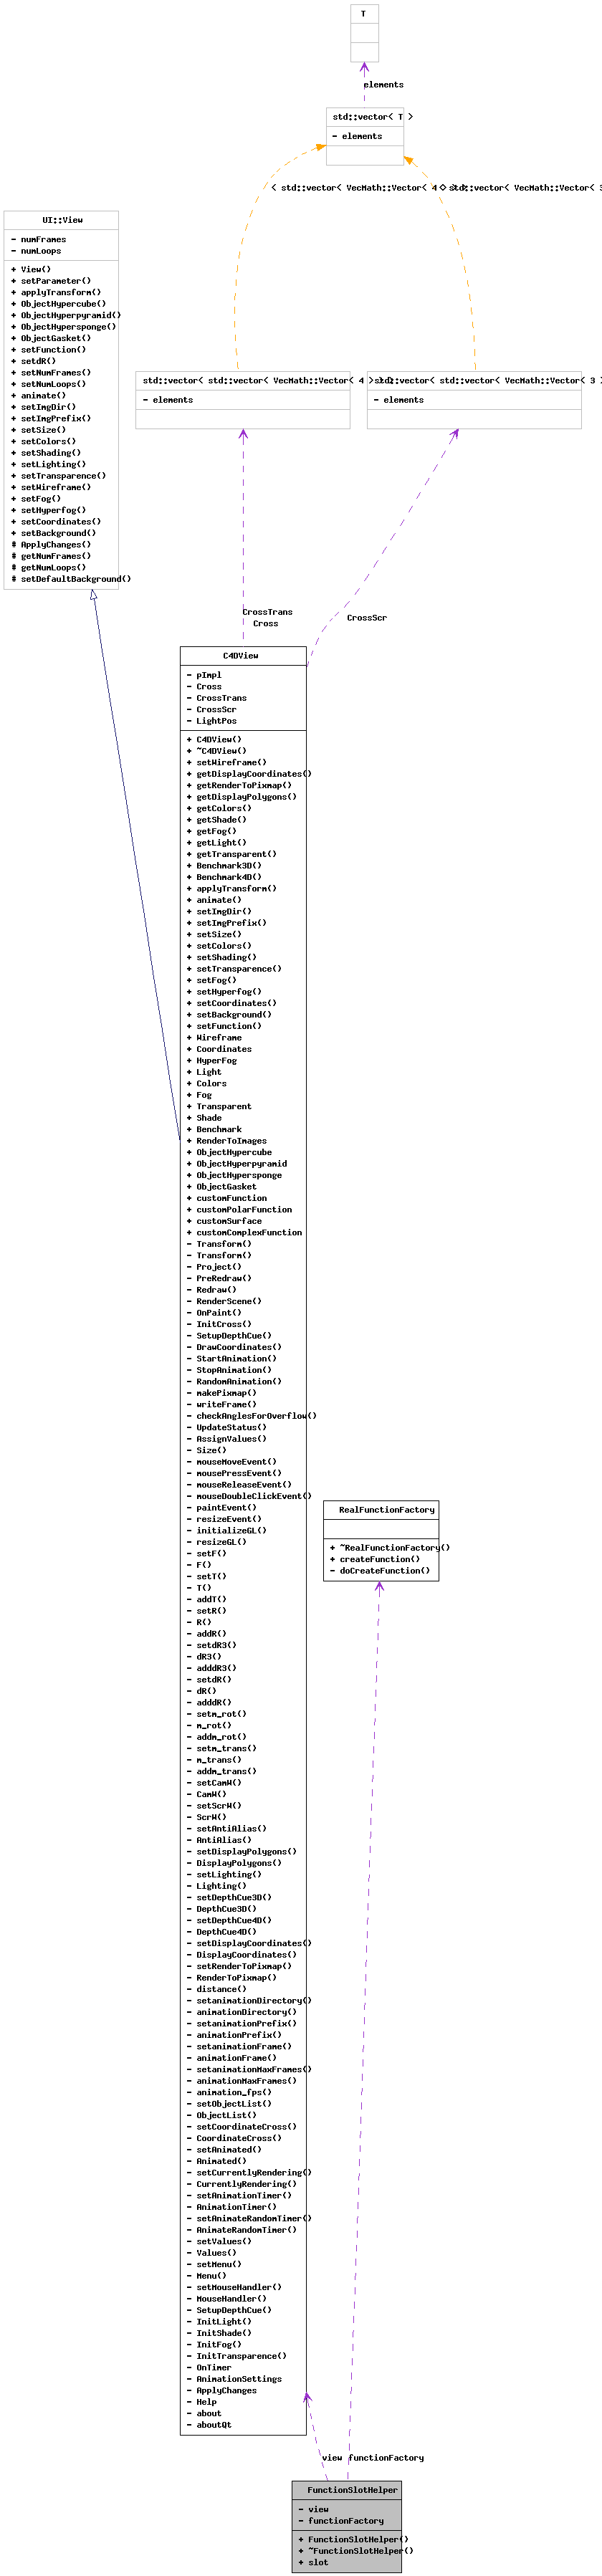 T
elements
std::vector< T >
- elements
< std::vector< VecMath::Vector< 4 > > >
std::vector< VecMath::Vector< 3
UI::View
- numFrames
- numLoops
+ View()
+ setParameter()
+ applyTransform()
+ ObjectHypercube()
+ ObjectHyperpyramid()
+ ObjectHypersponge()
+ ObjectGasket()
+ setFunction()
+ setdR()
+ setNumFrames()
+ setNumLoops()
+ animate()
+ setImgDir()
+ setImgPrefix()
+ setSize()
+ setColors()
+ setShading()
+ setLighting()
+ setTransparence()
+ setWireframe()
+ setFog()
+ setHyperfog()
+ setCoordinates()
+ setBackground()
# ApplyChanges()
# getNumFrames()
# getNumLoops()
# setDefaultBackground()
std::vector< std::vector< VecMath::Vector< 4 > > >
- elements
std::vector< std::vector< VecMath::Vector< 3 >
- elements
CrossTrans
Cross
CrossScr
C4DView
- pImpl
- Cross
- CrossTrans
- CrossScr
- LightPos
+ C4DView()
+ ~C4DView()
+ setWireframe()
+ getDisplayCoordinates()
+ getRenderToPixmap()
+ getDisplayPolygons()
+ getColors()
+ getShade()
+ getFog()
+ getLight()
+ getTransparent()
+ Benchmark3D()
+ Benchmark4D()
+ applyTransform()
+ animate()
+ setImgDir()
+ setImgPrefix()
+ setSize()
+ setColors()
+ setShading()
+ setTransparence()
+ setFog()
+ setHyperfog()
+ setCoordinates()
+ setBackground()
+ setFunction()
+ Wireframe
+ Coordinates
+ HyperFog
+ Light
+ Colors
+ Fog
+ Transparent
+ Shade
+ Benchmark
+ RenderToImages
+ ObjectHypercube
+ ObjectHyperpyramid
+ ObjectHypersponge
+ ObjectGasket
+ customFunction
+ customPolarFunction
+ customSurface
+ customComplexFunction
- Transform()
- Transform()
- Project()
- PreRedraw()
- Redraw()
- RenderScene()
- OnPaint()
- InitCross()
- SetupDepthCue()
- DrawCoordinates()
- StartAnimation()
- StopAnimation()
- RandomAnimation()
- makePixmap()
- writeFrame()
- checkAnglesForOverflow()
- UpdateStatus()
- AssignValues()
- Size()
- mouseMoveEvent()
- mousePressEvent()
- mouseReleaseEvent()
- mouseDoubleClickEvent()
- paintEvent()
- resizeEvent()
- initializeGL()
- resizeGL()
- setF()
- F()
- setT()
- T()
- addT()
- setR()
- R()
- addR()
- setdR3()
- dR3()
- adddR3()
- setdR()
- dR()
- adddR()
- setm_rot()
- m_rot()
- addm_rot()
- setm_trans()
- m_trans()
- addm_trans()
- setCamW()
- CamW()
- setScrW()
- ScrW()
- setAntiAlias()
- AntiAlias()
- setDisplayPolygons()
- DisplayPolygons()
- setLighting()
- Lighting()
- setDepthCue3D()
- DepthCue3D()
- setDepthCue4D()
- DepthCue4D()
- setDisplayCoordinates()
- DisplayCoordinates()
- setRenderToPixmap()
- RenderToPixmap()
- distance()
- setanimationDirectory()
- animationDirectory()
- setanimationPrefix()
- animationPrefix()
- setanimationFrame()
- animationFrame()
- setanimationMaxFrames()
- animationMaxFrames()
- animation_fps()
- setObjectList()
- ObjectList()
- setCoordinateCross()
- CoordinateCross()
- setAnimated()
- Animated()
- setCurrentlyRendering()
- CurrentlyRendering()
- setAnimationTimer()
- AnimationTimer()
- setAnimateRandomTimer()
- AnimateRandomTimer()
- setValues()
- Values()
- setMenu()
- Menu()
- setMouseHandler()
- MouseHandler()
- SetupDepthCue()
- InitLight()
- InitShade()
- InitFog()
- InitTransparence()
- OnTimer
- AnimationSettings
- ApplyChanges
- Help
- about
- aboutQt
RealFunctionFactory
+ ~RealFunctionFactory()
+ createFunction()
- doCreateFunction()
view
functionFactory
FunctionSlotHelper
- view
- functionFactory
+ FunctionSlotHelper()
+ ~FunctionSlotHelper()
+ slot